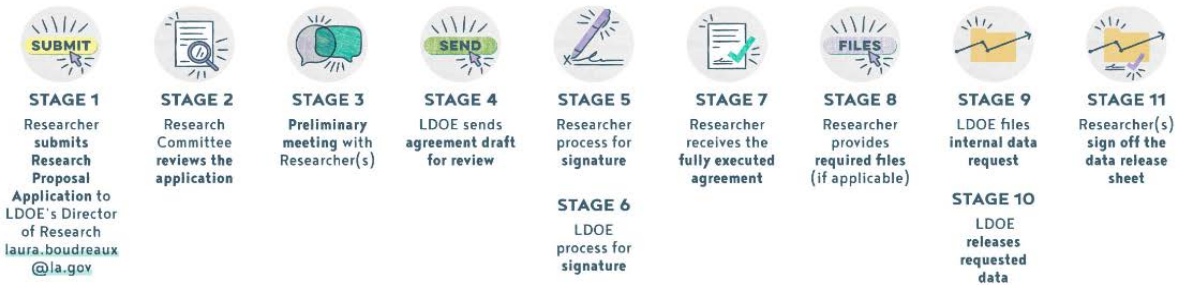 SUBMIT
STAGE 1
Researcher
submits
Research
Proposal
Application to
LDOE's Director
of Research
laura.boudreaux
@la.gov
STAGE 2
Research
Committee
reviews the
application
STAGE 3
Preliminary
meeting with
Researcher(s)
SEND
STAGE 4
LDOE sends
agreement draft
for review
x
STAGE 5
Researcher
process for
signature
STAGE 6
LDOE
process for
signature
STAGE 7
Researcher
receives the
fully executed
agreement
FILES
STAGE 8
Researcher
provides
required files
(if applicable)
STAGE 9
LDOE files
internal data
request
STAGE 10
LDOE
releases
requested
data
STAGE 11
Researcher(s)
sign off the
data release
sheet